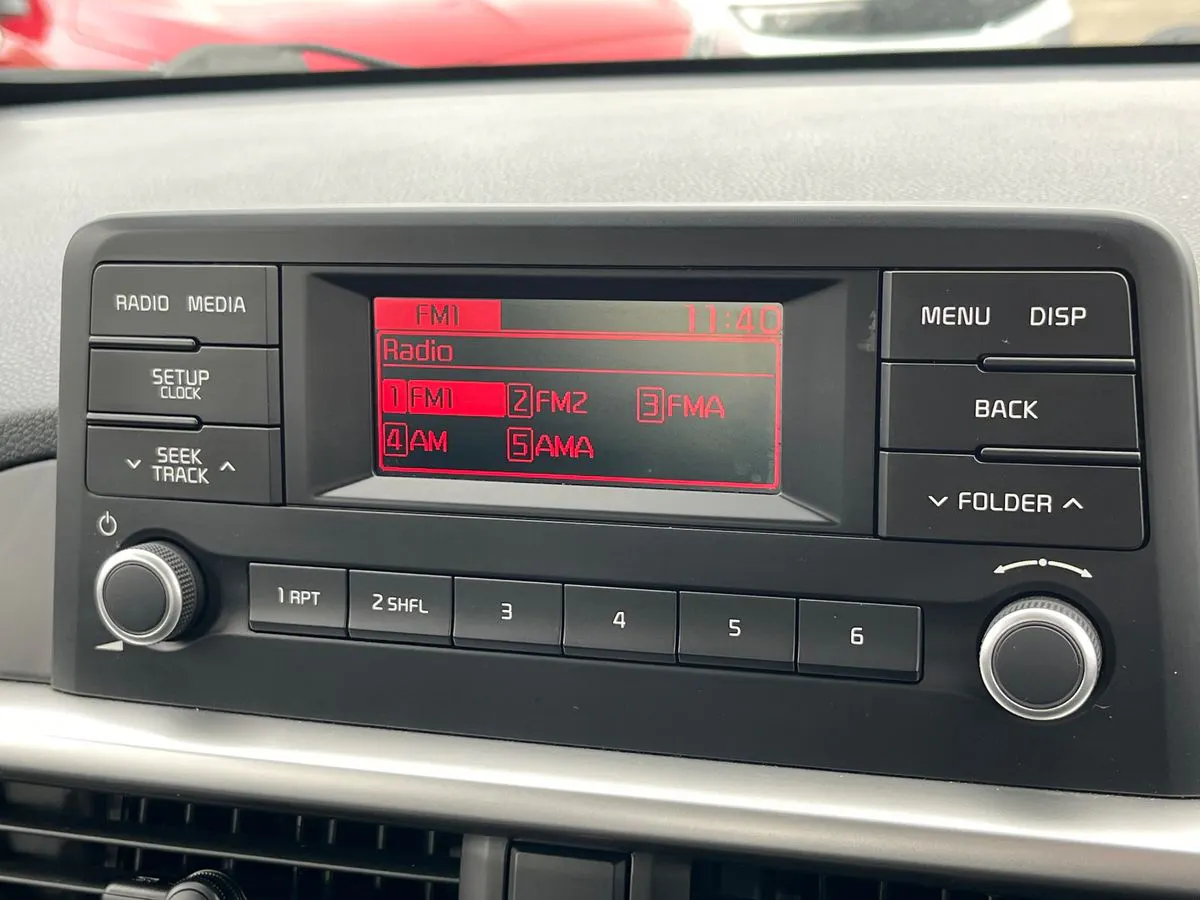 RADIO MEDIA
SETUP
CLOCK
SEEK
TRACK
FM1 11:40
Radio
1 FM1 2 FM2 3 FMA
4 AM 5 AMA
MENU DISP
BACK
FOLDER
1 RPT 2 SHFL 3 4 5 6